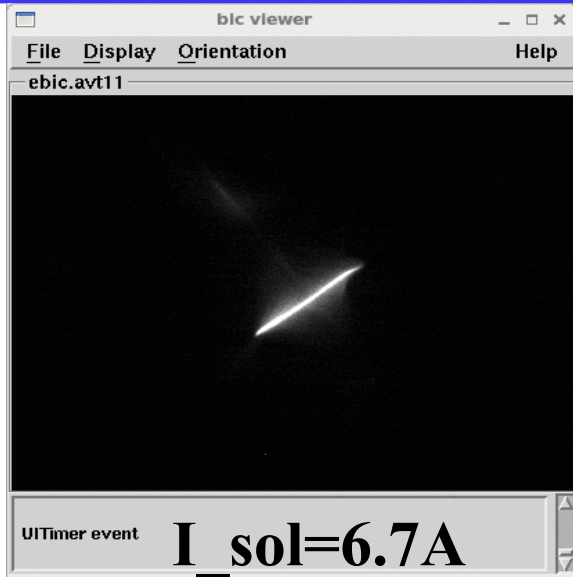 bic viewer
File Display Orientation Help
ebic.avt11
UITimer event
I_sol=6.7A